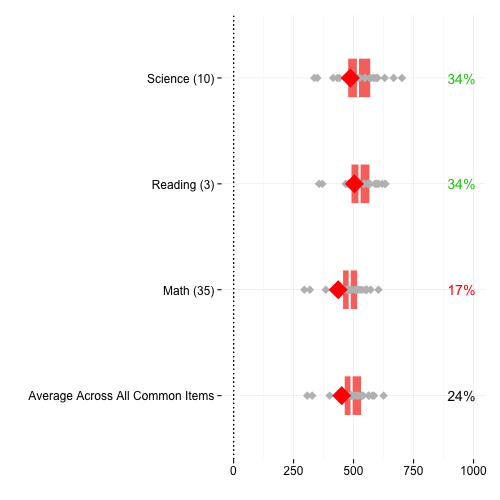 Science (10) 34%
Reading (3) 34%
Math (35) 17%
Average Across All Common Items 24%
0 250 500 750 1000